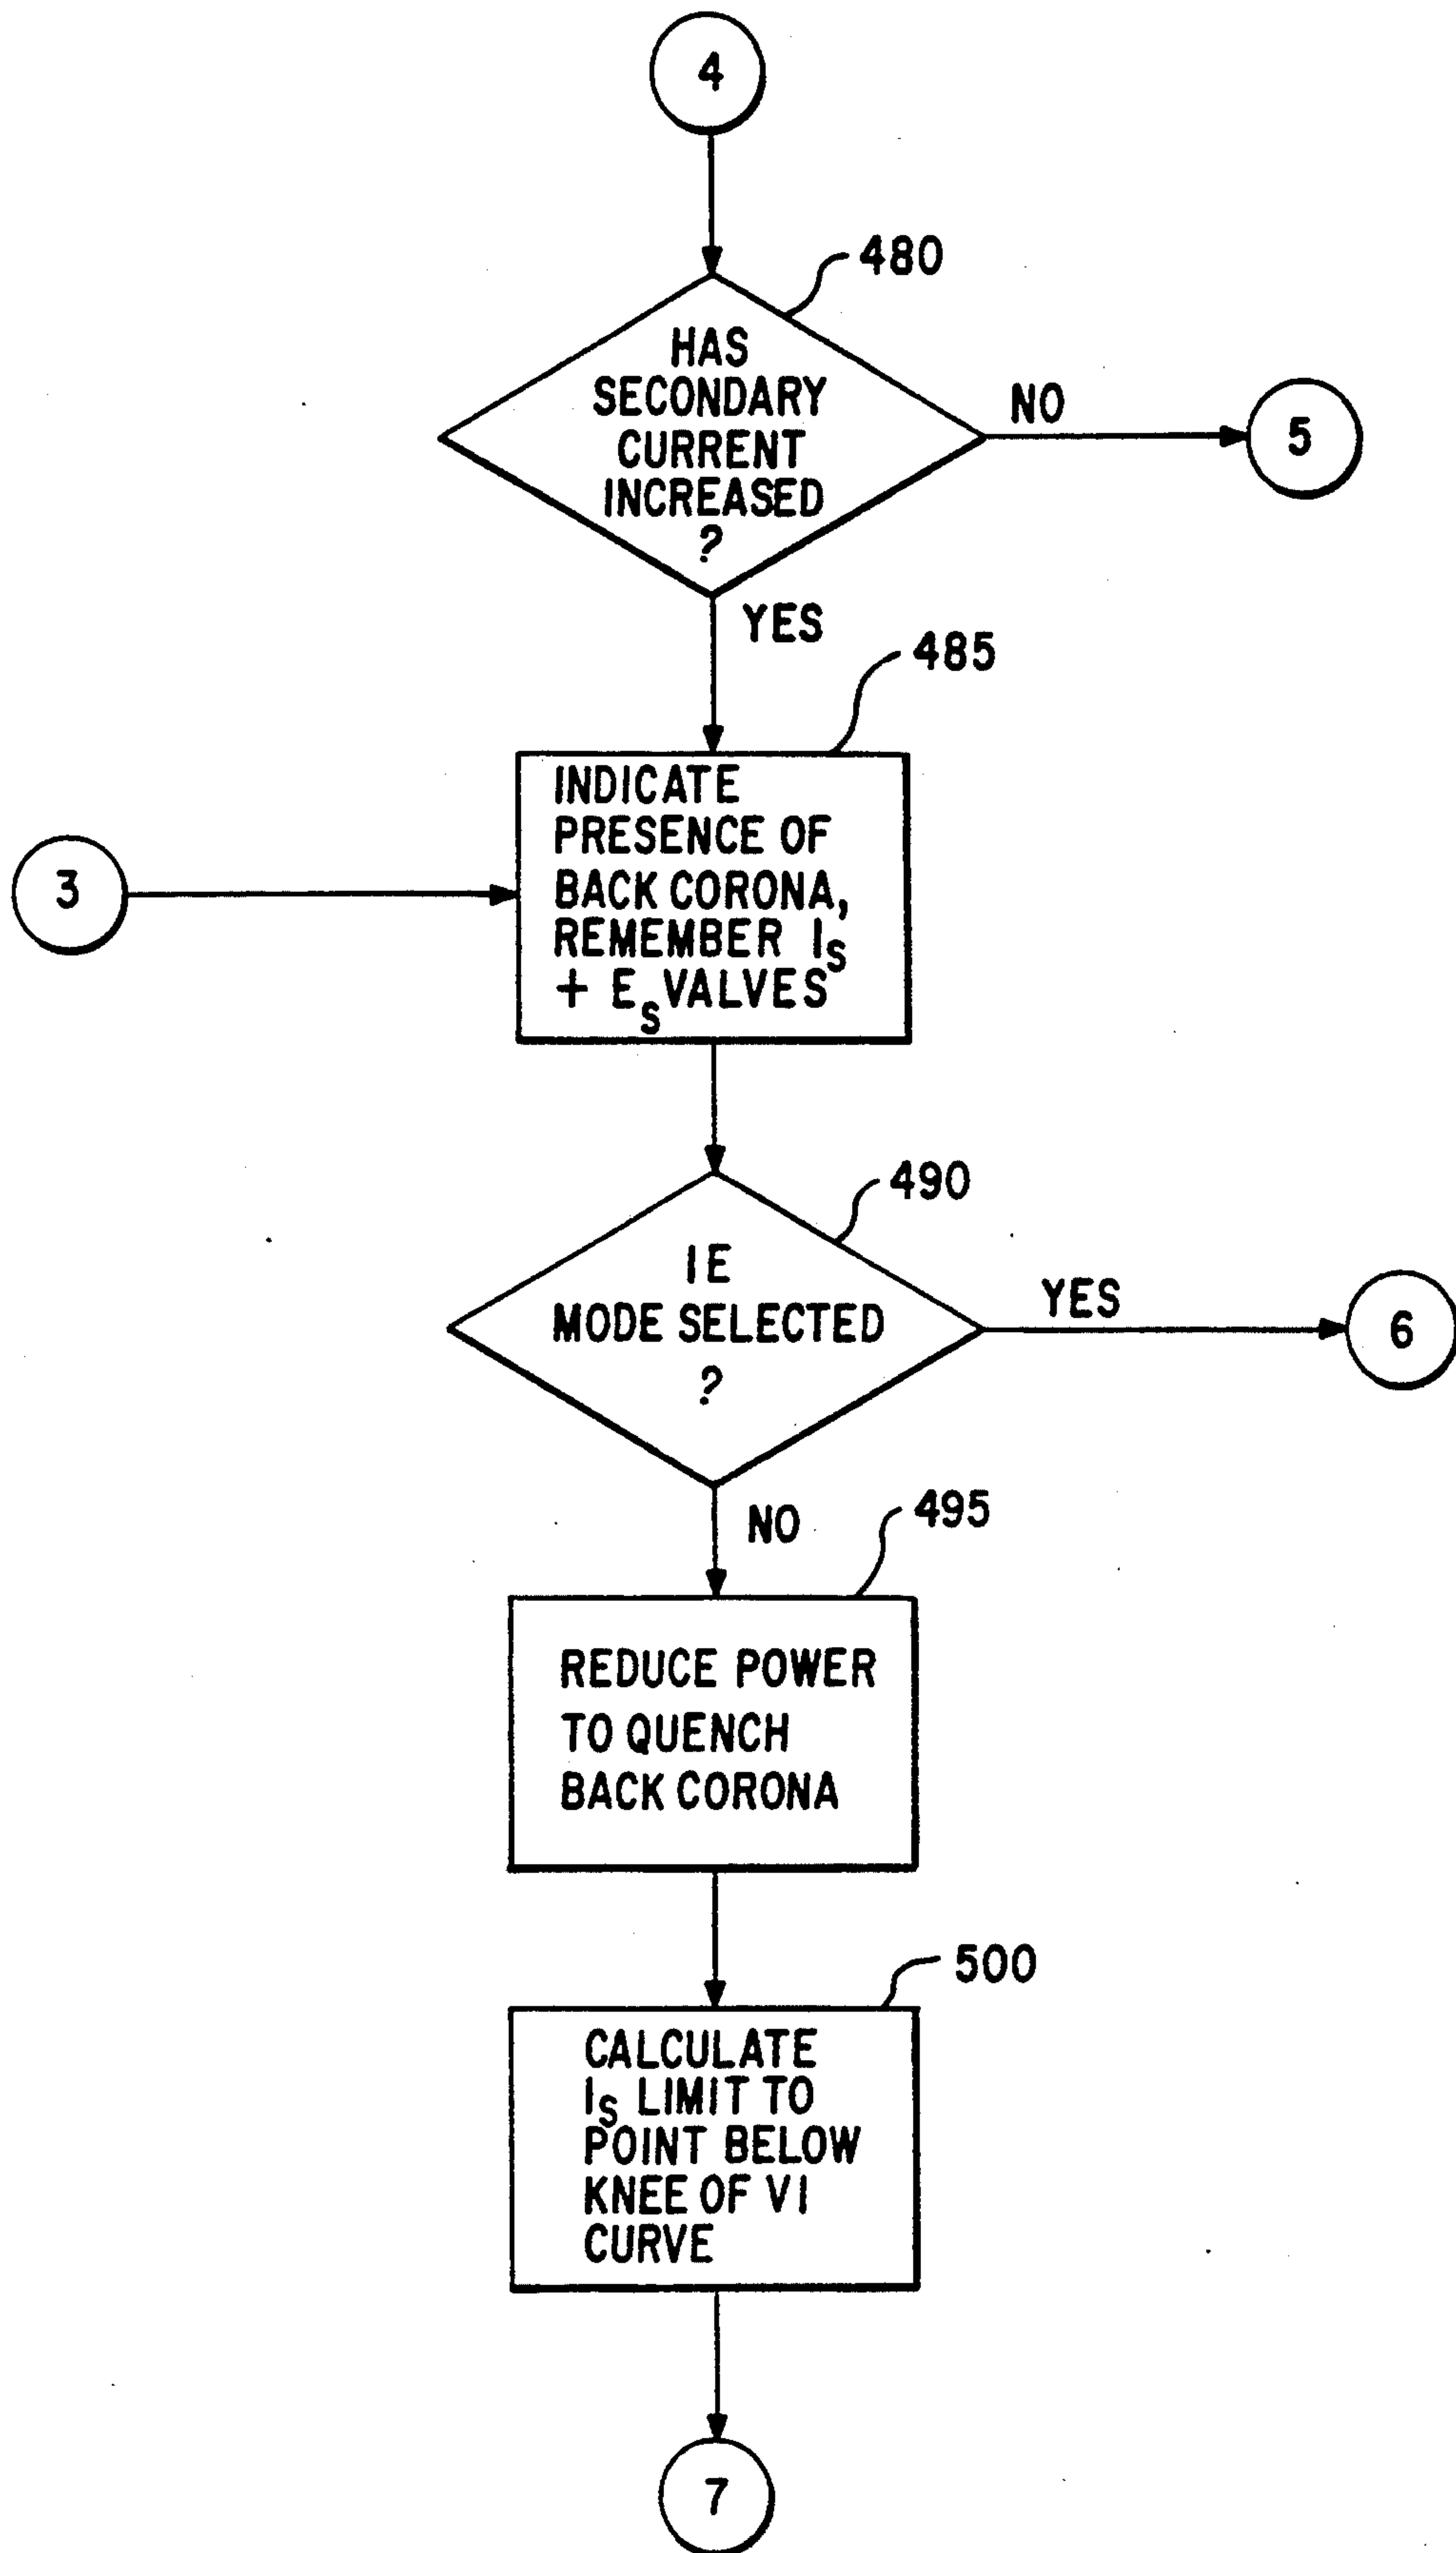 4
480
HAS
SECONDARY
CURRENT
INCREASED
?
NO
5
YES
485
3
INDICATE
PRESENCE OF
BACK CORONA,
REMEMBER IS
+ ES VALVES
490
IE
MODE SELECTED
?
YES
6
NO
495
REDUCE POWER
TO QUENCH
BACK CORONA
500
CALCULATE
IS LIMIT TO
POINT BELOW
KNEE OF VI
CURVE
7